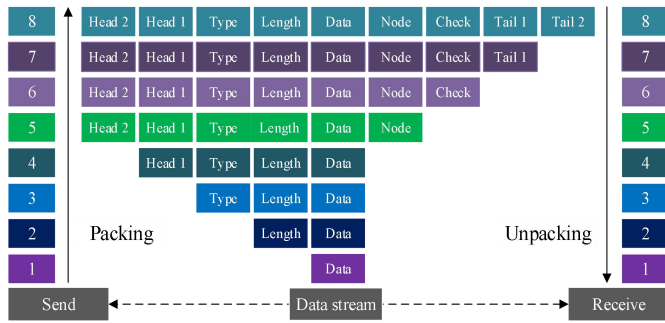 8 Head 2 Head 1 Type Length Data Node Check Tail 1 Tail 2 8
7 Head 2 Head 1 Type Length Data Node Check Tail 1 7
6 Head 2 Head 1 Type Length Data Node Check 6
5 Head 2 Head 1 Type Length Data Node 5
4 Head 1 Type Length Data 4
3 Type Length Data 3
2 Packing Length Data Unpacking 2
1 Data 1
Send Data stream Receive